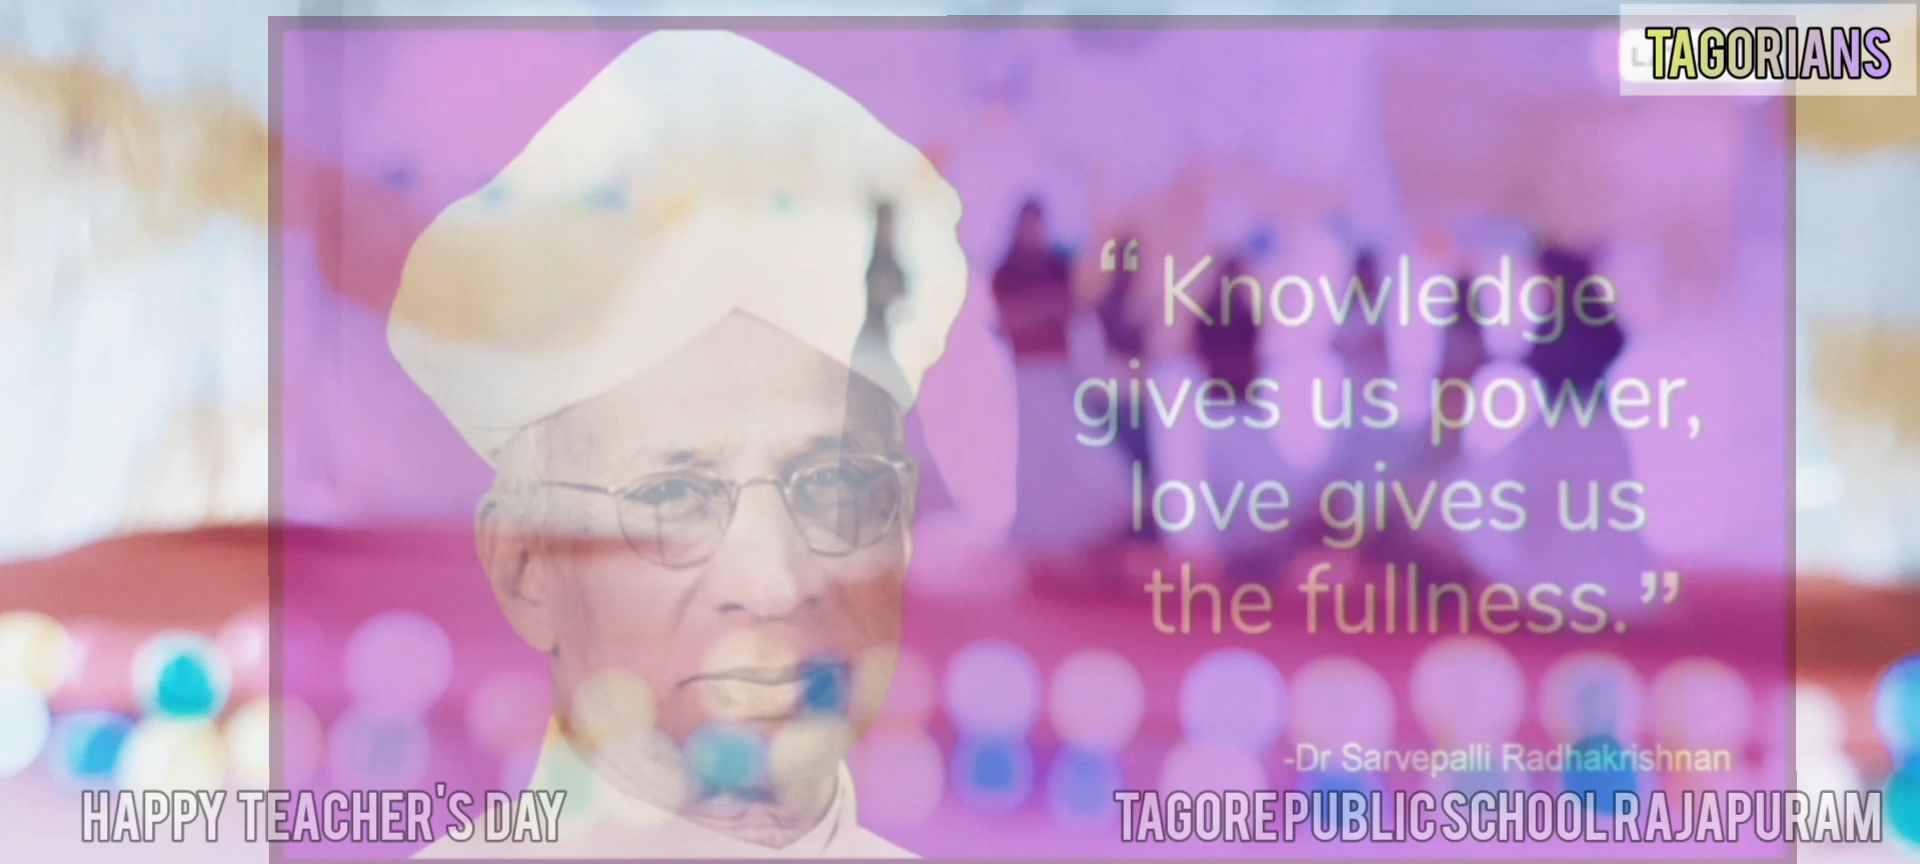 TAGORIANS
“Knowledge
gives us power,
love gives us
the fullness.”
-Dr Sarvepalli Radhakrishnan
HAPPY TEACHER'S DAY
TAGORE PUBLIC SCHOOL RAJAPURAM